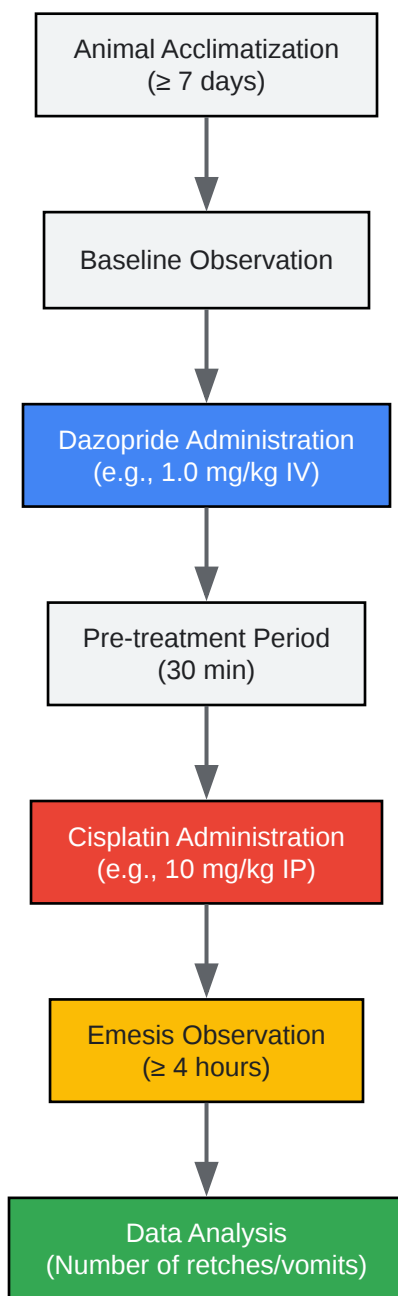 Animal Acclimatization
(≥ 7 days)
Baseline Observation
Dazopride Administration
(e.g., 1.0 mg/kg IV)
Pre-treatment Period
(30 min)
Cisplatin Administration
(e.g., 10 mg/kg IP)
Emesis Observation
(≥ 4 hours)
Data Analysis
(Number of retches/vomits)